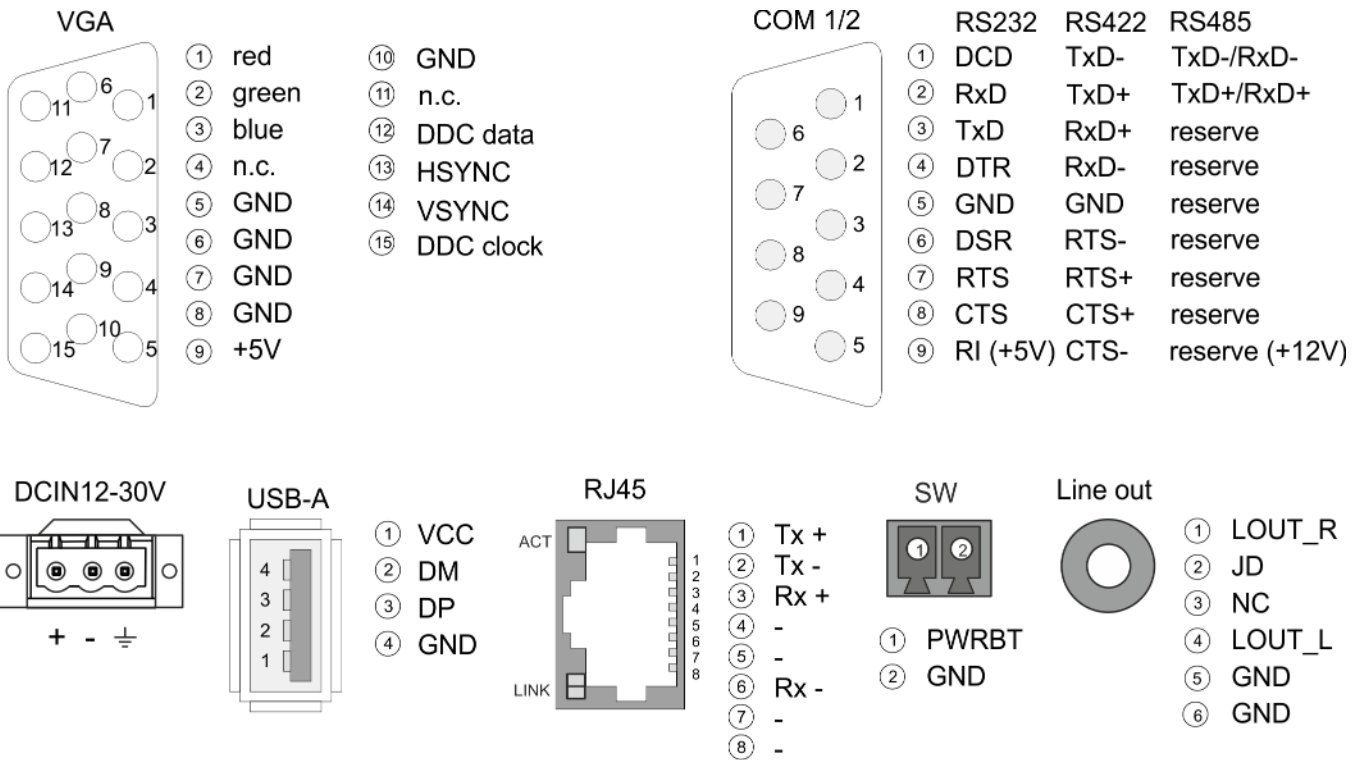 VGA
① red
② green
③ blue
④ n.c.
⑤ GND
⑥ GND
⑦ GND
⑧ GND
⑨ +5V
⑩ GND
⑪ n.c.
⑫ DDC data
⑬ HSYNC
⑭ VSYNC
⑮ DDC clock
6
11 1
7
12 2
8
13 3
9
14 4
10
15 5
COM 1/2
1
6
2
7
3
8
4
9
5
RS232 RS422 RS485
① DCD TxD- TxD-/RxD-
② RxD TxD+ TxD+/RxD+
③ TxD RxD+ reserve
④ DTR RxD- reserve
⑤ GND GND reserve
⑥ DSR RTS- reserve
⑦ RTS RTS+ reserve
⑧ CTS CTS+ reserve
⑨ RI (+5V) CTS- reserve (+12V)
DCIN12-30V
+ - ⏚
USB-A
4
3
2
1
① VCC
② DM
③ DP
④ GND
RJ45
ACT
LINK
1
2
3
4
5
6
7
8
① Tx +
② Tx -
③ Rx +
④ -
⑤ -
⑥ Rx -
⑦ -
⑧ -
SW
① ②
① PWRBT
② GND
Line out
① LOUT_R
② JD
③ NC
④ LOUT_L
⑤ GND
⑥ GND